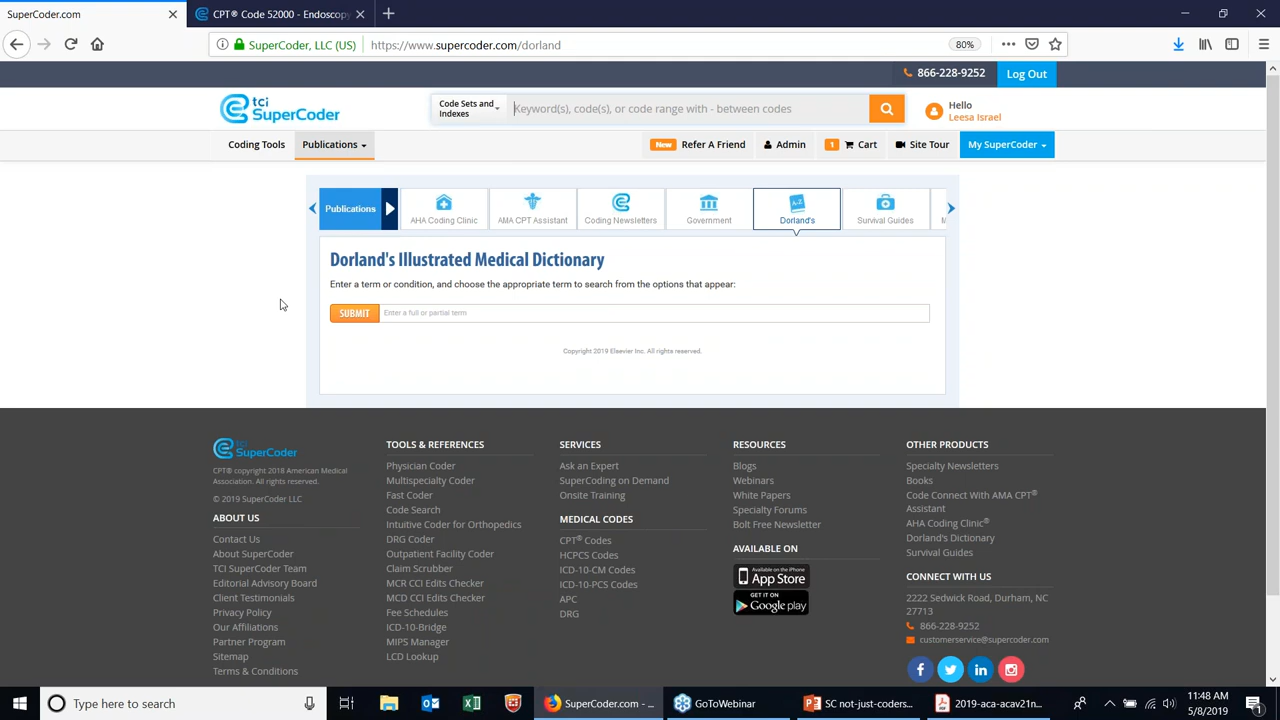 SuperCoder.com
CPT® Code 52000 - Endoscopy
SuperCoder, LLC (US)
https://www.supercoder.com/dorland
80%
866-228-9252
Log Out
tci
SuperCoder
Code Sets and
Indexes
Keyword(s), code(s), or code range with - between codes
Hello
Leesa Israel
Coding Tools
Publications
New
Refer A Friend
Admin
1
Cart
Site Tour
My SuperCoder
Publications
AHA Coding Clinic
AMA CPT Assistant
Coding Newsletters
Government
A-Z
Dorland's
Survival Guides
Dorland's Illustrated Medical Dictionary
Enter a term or condition, and choose the appropriate term to search from the options that appear:
SUBMIT
Enter a full or partial term
Copyright 2019 Elsevier Inc. All rights reserved.
tci
SuperCoder
CPT® copyright 2018 American Medical
Association. All rights reserved.
© 2019 SuperCoder LLC
ABOUT US
Contact Us
About SuperCoder
TCI SuperCoder Team
Editorial Advisory Board
Client Testimonials
Privacy Policy
Our Affiliations
Partner Program
Sitemap
Terms & Conditions
TOOLS & REFERENCES
Physician Coder
Multispecialty Coder
Fast Coder
Code Search
Intuitive Coder for Orthopedics
DRG Coder
Outpatient Facility Coder
Claim Scrubber
MCR CCI Edits Checker
MCD CCI Edits Checker
Fee Schedules
ICD-10-Bridge
MIPS Manager
LCD Lookup
SERVICES
Ask an Expert
SuperCoding on Demand
Onsite Training
MEDICAL CODES
CPT® Codes
HCPCS Codes
ICD-10-CM Codes
ICD-10-PCS Codes
APC
DRG
RESOURCES
Blogs
Webinars
White Papers
Specialty Forums
Bolt Free Newsletter
AVAILABLE ON
Available on the iPhone
App Store
GET IT ON
Google play
OTHER PRODUCTS
Specialty Newsletters
Books
Code Connect With AMA CPT®
Assistant
AHA Coding Clinic®
Dorland's Dictionary
Survival Guides
CONNECT WITH US
2222 Sedwick Road, Durham, NC
27713
866-228-9252
customerservice@supercoder.com
Type here to search
SuperCoder.com - ...
GoToWebinar
SC not-just-coders...
2019-aca-acav21n...
11:48 AM
5/8/2019
1